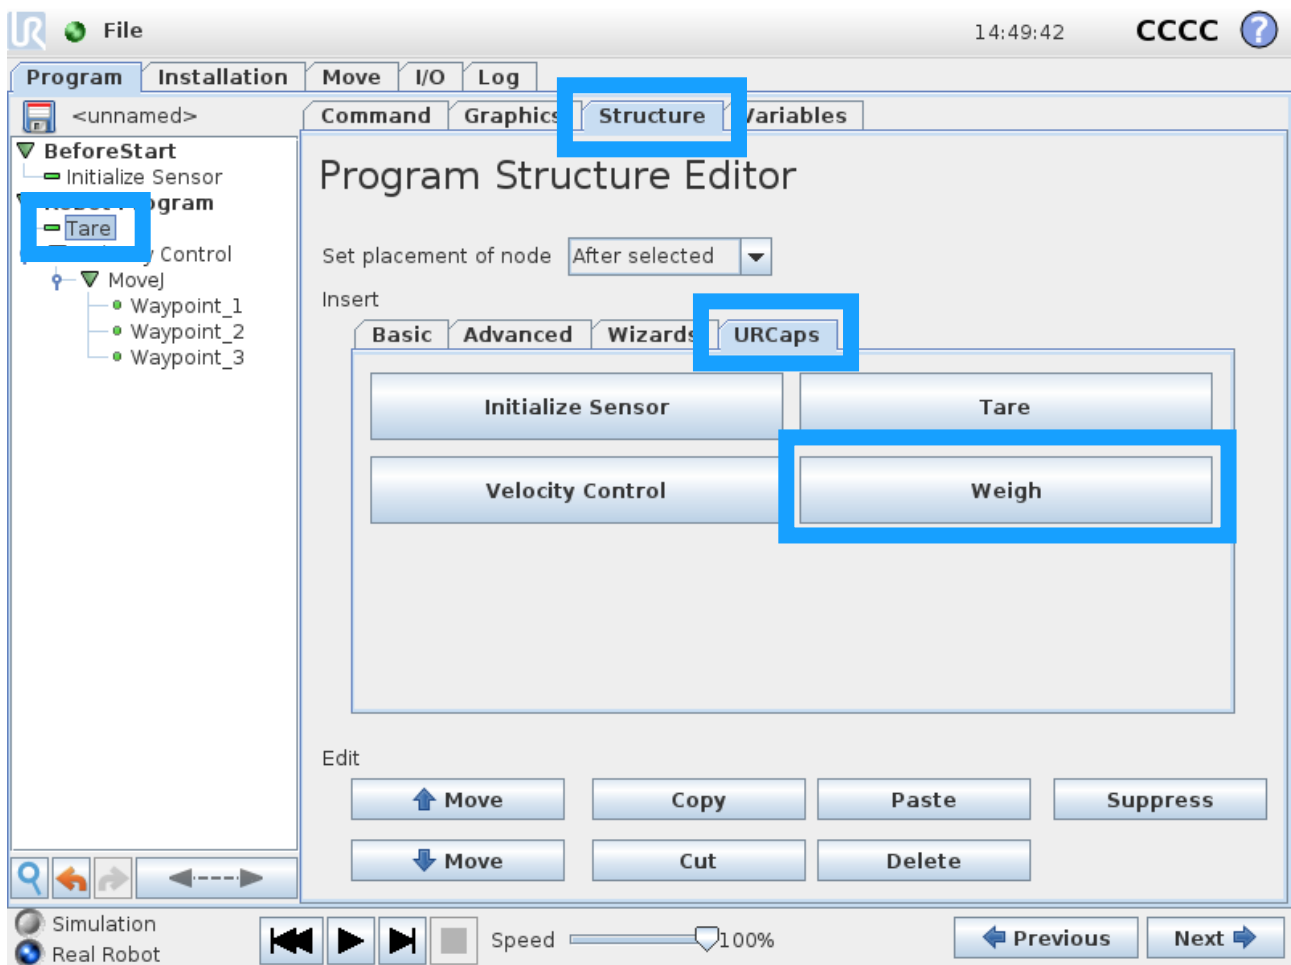 UR File 14:49:42 CCCC ?
Program Installation Move I/O Log
<unnamed> Command Graphics Structure Variables
BeforeStart
Initialize Sensor
Program Structure Editor
Tare
Control
Set placement of node After selected
MoveJ
Insert
Waypoint_1
Waypoint_2
Waypoint_3
Basic Advanced Wizards URCaps
Initialize Sensor Tare
Velocity Control Weigh
Edit
Move Copy Paste Suppress
Move Cut Delete
Simulation
Real Robot
Speed 100% Previous Next